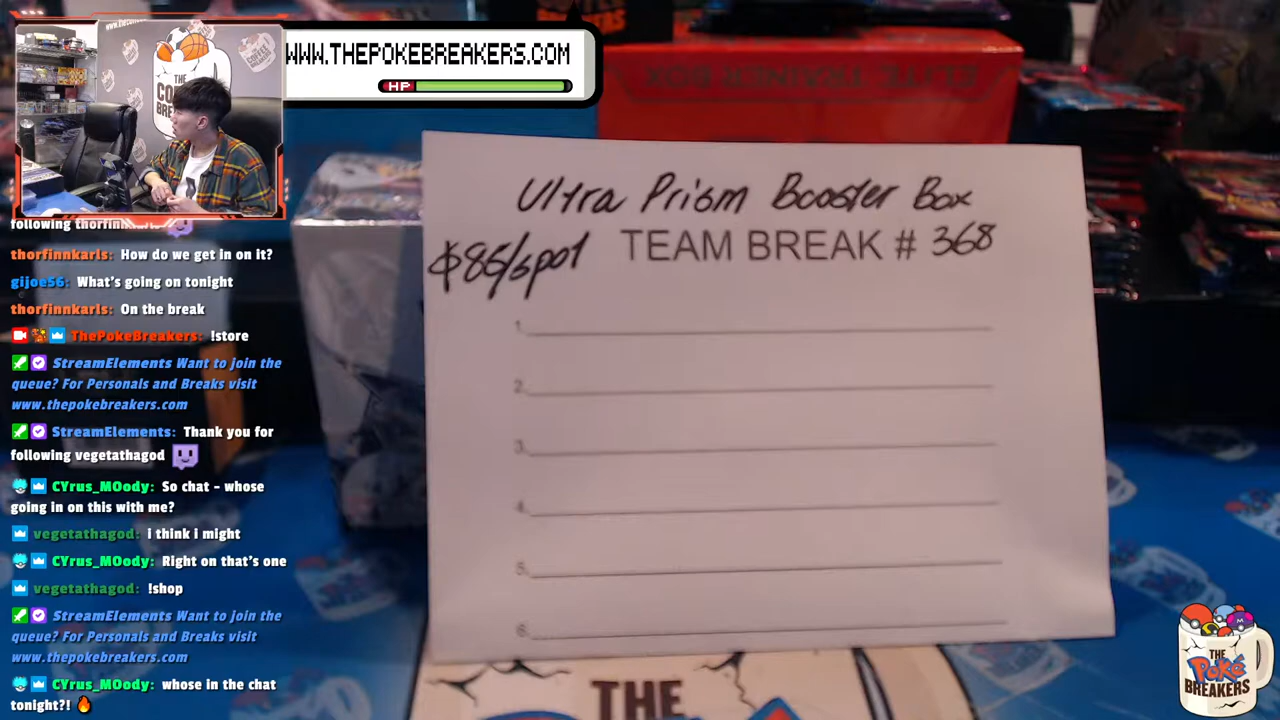 WWW.THEPOKEBREAKERS.COM
HP
ELITE TRAINER BOX
THE
Ultra Prism Booster Box
$86/spot
TEAM BREAK # 368
1.
2.
3.
4.
5.
6.
following thorfinnkarls
thorfinnkarls: How do we get in on it?
gijoe56: What's going on tonight
thorfinnkarls: On the break
ThePokeBreakers: !store
StreamElements Want to join the
queue? For Personals and Breaks visit
www.thepokebreakers.com
StreamElements: Thank you for
following vegetathagod
CYrus_MOody: So chat - whose
going in on this with me?
vegetathagod: i think i might
CYrus_MOody: Right on that's one
vegetathagod: !shop
StreamElements Want to join the
queue? For Personals and Breaks visit
www.thepokebreakers.com
CYrus_MOody: whose in the chat
tonight?!
THE
THE
Poké
BREAKERS